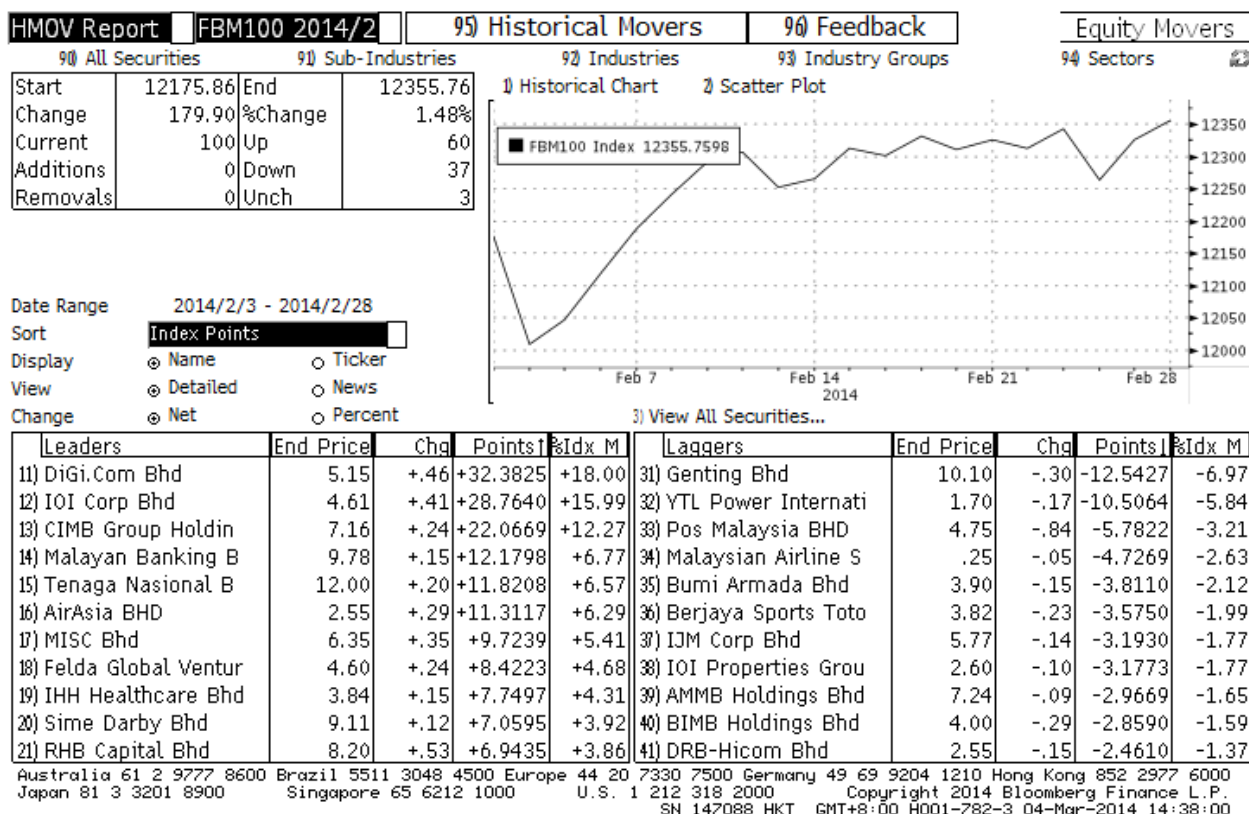 HMOV Report FBM100 2014/2 95) Historical Movers 96) Feedback Equity Movers
90) All Securities 91) Sub-Industries 92) Industries 93) Industry Groups 94) Sectors
Start 12175.86 End 12355.76
Change 179.90 %Change 1.48%
Current 100 Up 60
Additions 0 Down 37
Removals 0 Unch 3
1) Historical Chart 2) Scatter Plot
FBM100 Index 12355.7598
12350
12300
12250
12200
12150
12100
12050
12000
Feb 7 Feb 14 Feb 21 Feb 28
2014
Date Range 2014/2/3 - 2014/2/28
Sort Index Points
Display Name Ticker
View Detailed News
Change Net Percent
3) View All Securities...
Leaders End Price Chg Points↑ %Idx M Laggers End Price Chg Points↓ %Idx M
11) DiGi.Com Bhd 5.15 +.46 +32.3825 +18.00 31) Genting Bhd 10.10 -.30 -12.5427 -6.97
12) IOI Corp Bhd 4.61 +.41 +28.7640 +15.99 32) YTL Power Internati 1.70 -.17 -10.5064 -5.84
13) CIMB Group Holdin 7.16 +.24 +22.0669 +12.27 33) Pos Malaysia BHD 4.75 -.84 -5.7822 -3.21
14) Malayan Banking B 9.78 +.15 +12.1798 +6.77 34) Malaysian Airline S .25 -.05 -4.7269 -2.63
15) Tenaga Nasional B 12.00 +.20 +11.8208 +6.57 35) Bumi Armada Bhd 3.90 -.15 -3.8110 -2.12
16) AirAsia BHD 2.55 +.29 +11.3117 +6.29 36) Berjaya Sports Toto 3.82 -.23 -3.5750 -1.99
17) MISC Bhd 6.35 +.35 +9.7239 +5.41 37) IJM Corp Bhd 5.77 -.14 -3.1930 -1.77
18) Felda Global Ventur 4.60 +.24 +8.4223 +4.68 38) IOI Properties Grou 2.60 -.10 -3.1773 -1.77
19) IHH Healthcare Bhd 3.84 +.15 +7.7497 +4.31 39) AMMB Holdings Bhd 7.24 -.09 -2.9669 -1.65
20) Sime Darby Bhd 9.11 +.12 +7.0595 +3.92 40) BIMB Holdings Bhd 4.00 -.29 -2.8590 -1.59
21) RHB Capital Bhd 8.20 +.53 +6.9435 +3.86 41) DRB-Hicom Bhd 2.55 -.15 -2.4610 -1.37
Australia 61 2 9777 8600 Brazil 5511 3048 4500 Europe 44 20 7330 7500 Germany 49 69 9204 1210 Hong Kong 852 2977 6000
Japan 81 3 3201 8900 Singapore 65 6212 1000 U.S. 1 212 318 2000 Copyright 2014 Bloomberg Finance L.P.
SN 147088 HKT GMT+8:00 H001-782-3 04-Mar-2014 14:38:00